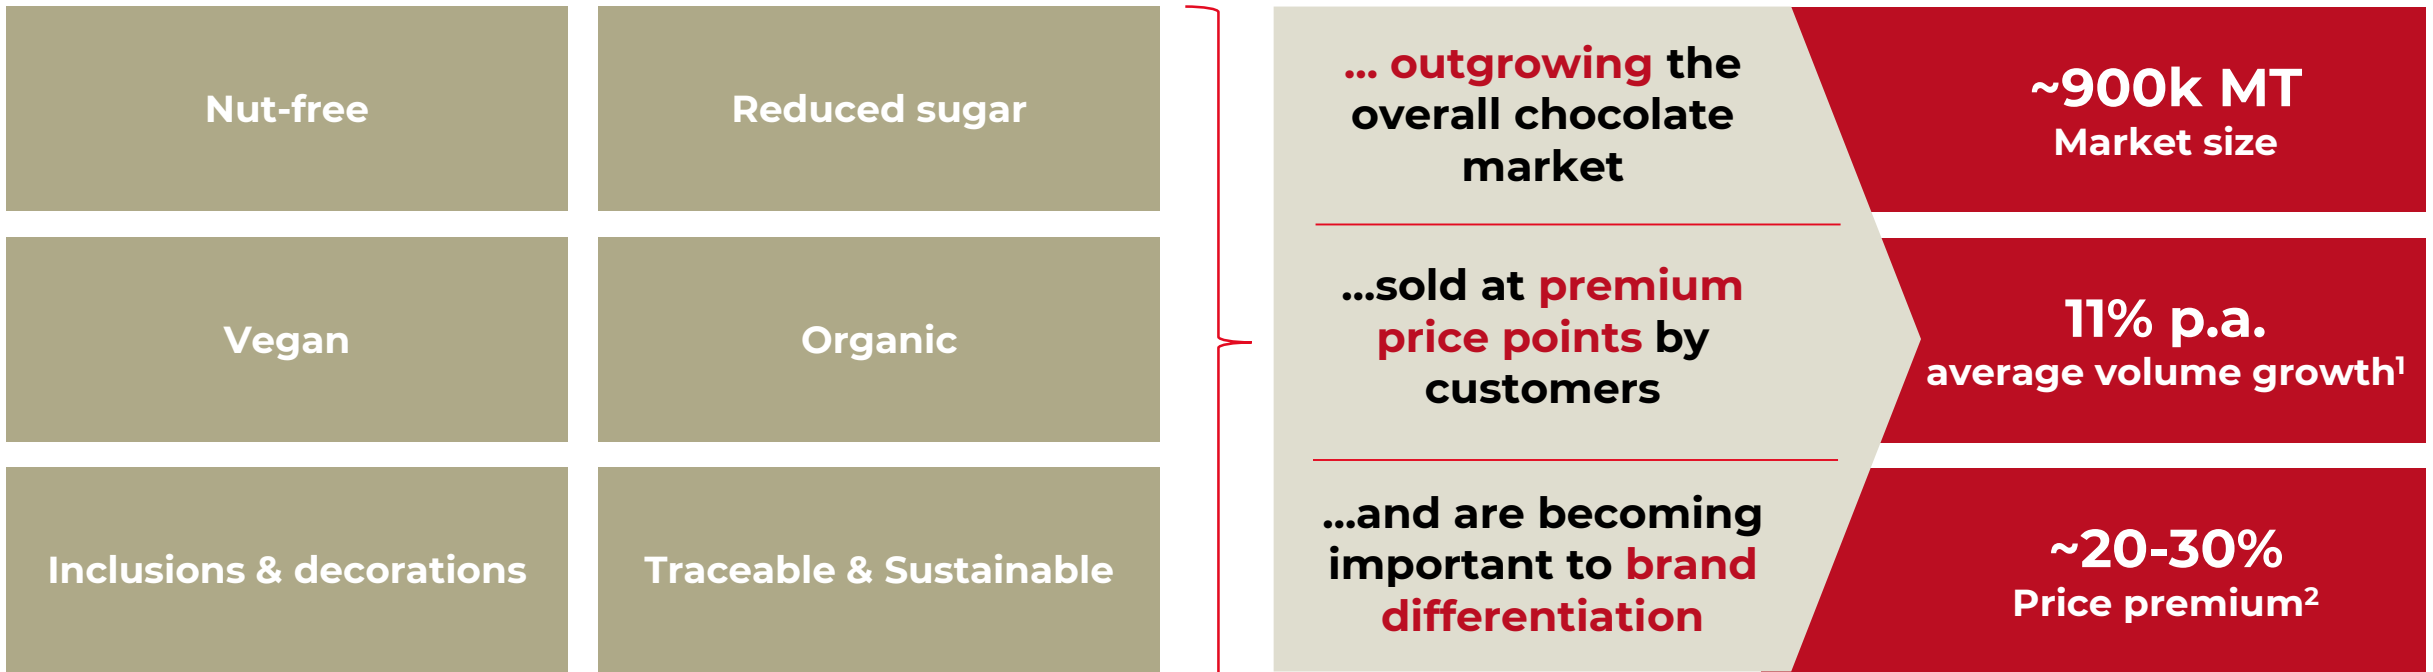 Nut-free
Reduced sugar
Vegan
Organic
Inclusions & decorations
Traceable & Sustainable
... outgrowing the
overall chocolate
market
...sold at premium
price points by
customers
...and are becoming
important to brand
differentiation
~900k MT
Market size
11% p.a.
average volume growth¹
~20-30%
Price premium²